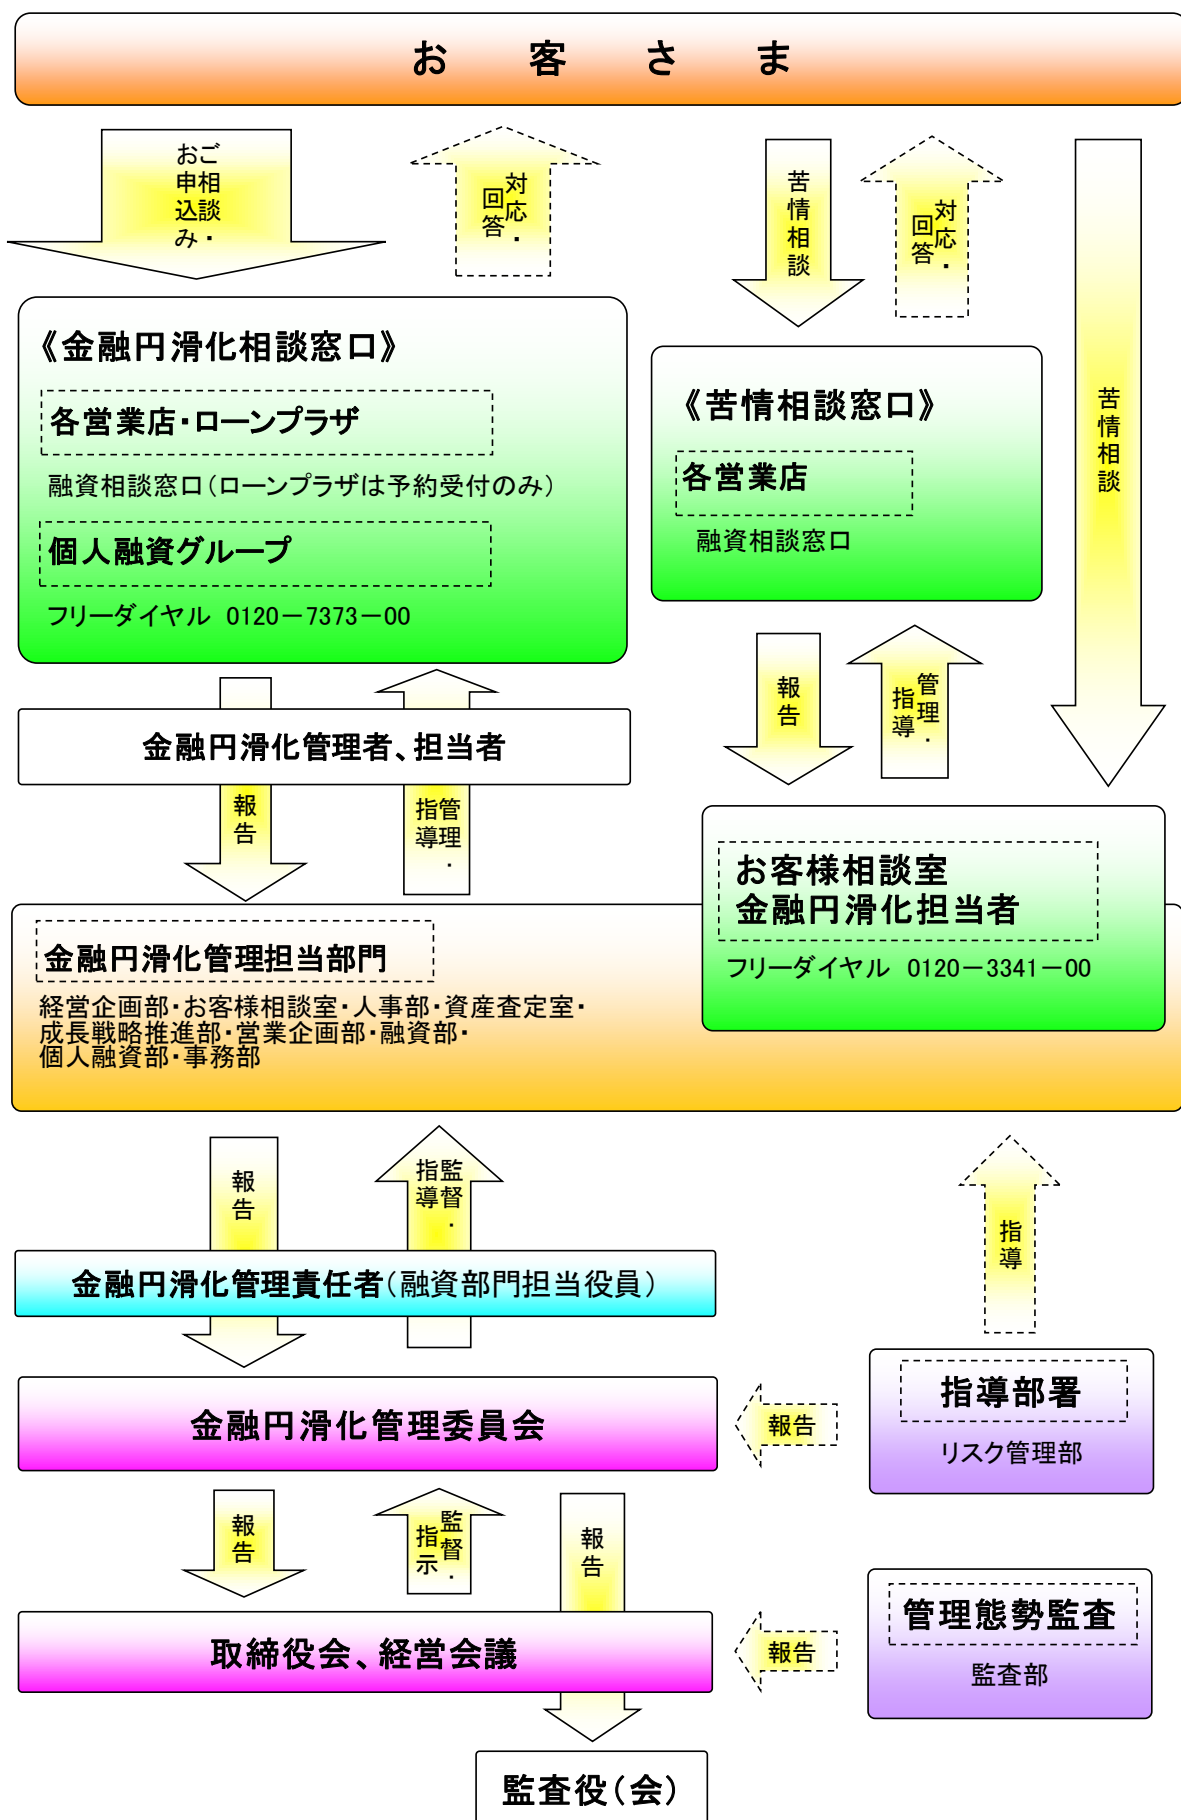 お客さま
ご相談・
お申込み
対応・
回答
苦情相談
対応・
回答
苦情相談
《金融円滑化相談窓口》
各営業店・ローンプラザ
融資相談窓口（ローンプラザは予約受付のみ）
個人融資グループ
フリーダイヤル 0120－7373－00
《苦情相談窓口》
各営業店
融資相談窓口
報告
管理・
指導
金融円滑化管理者、担当者
報告
管理・
指導
お客様相談室
金融円滑化担当者
フリーダイヤル 0120－3341－00
金融円滑化管理担当部門
経営企画部・お客様相談室・人事部・資産査定室・
成長戦略推進部・営業企画部・融資部・
個人融資部・事務部
報告
監督・
指導
指導
金融円滑化管理責任者（融資部門担当役員）
金融円滑化管理委員会
報告
指導部署
リスク管理部
報告
監督・
指示
報告
取締役会、経営会議
報告
管理態勢監査
監査部
監査役（会）